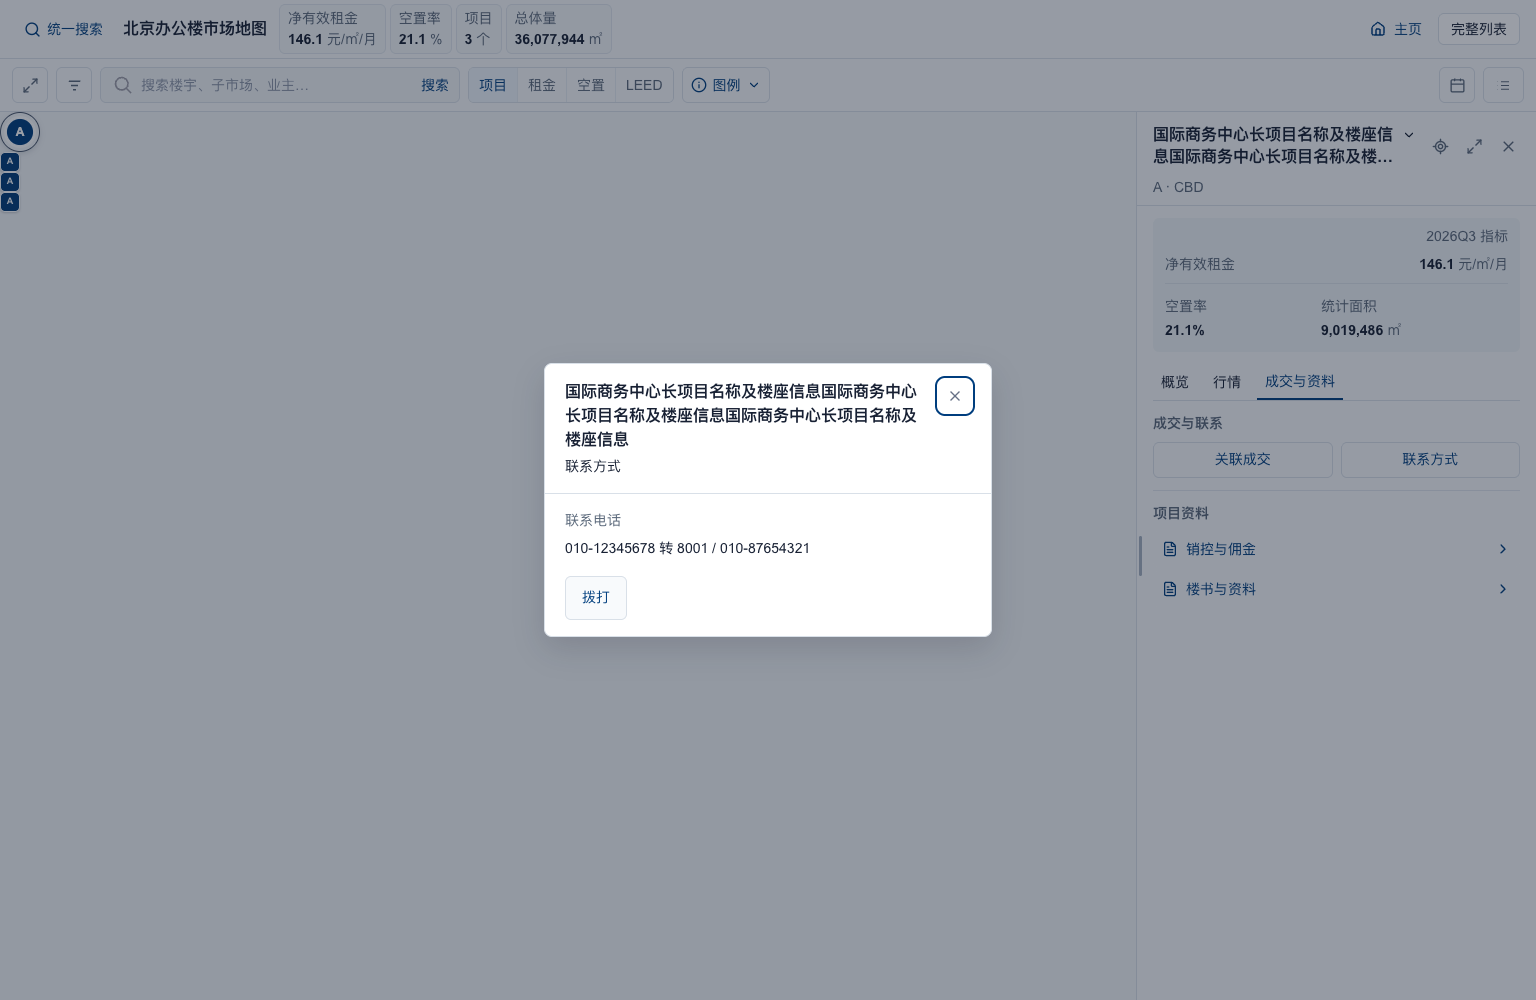 统一搜索
北京办公楼市场地图
净有效租金
146.1 元/㎡/月
空置率
21.1 %
项目
3 个
总体量
36,077,944 ㎡
主页
完整列表
搜索楼宇、子市场、业主…
搜索
项目
租金
空置
LEED
图例
A
A
A
A
国际商务中心长项目名称及楼座信
息国际商务中心长项目名称及楼…
A · CBD
2026Q3 指标
净有效租金
146.1 元/㎡/月
空置率
统计面积
21.1%
9,019,486 ㎡
概览
行情
成交与资料
成交与联系
关联成交
联系方式
项目资料
销控与佣金
楼书与资料
国际商务中心长项目名称及楼座信息国际商务中心
长项目名称及楼座信息国际商务中心长项目名称及
楼座信息
联系方式
联系电话
010-12345678 转 8001 / 010-87654321
拨打